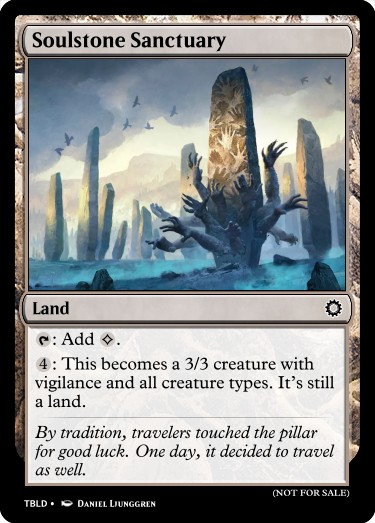 Soulstone Sanctuary
Land
: Add .
4: This becomes a 3/3 creature with
vigilance and all creature types. It's still
a land.
By tradition, travelers touched the pillar
for good luck. One day, it decided to travel
as well.
TBLD • Daniel Ljunggren
(NOT FOR SALE)